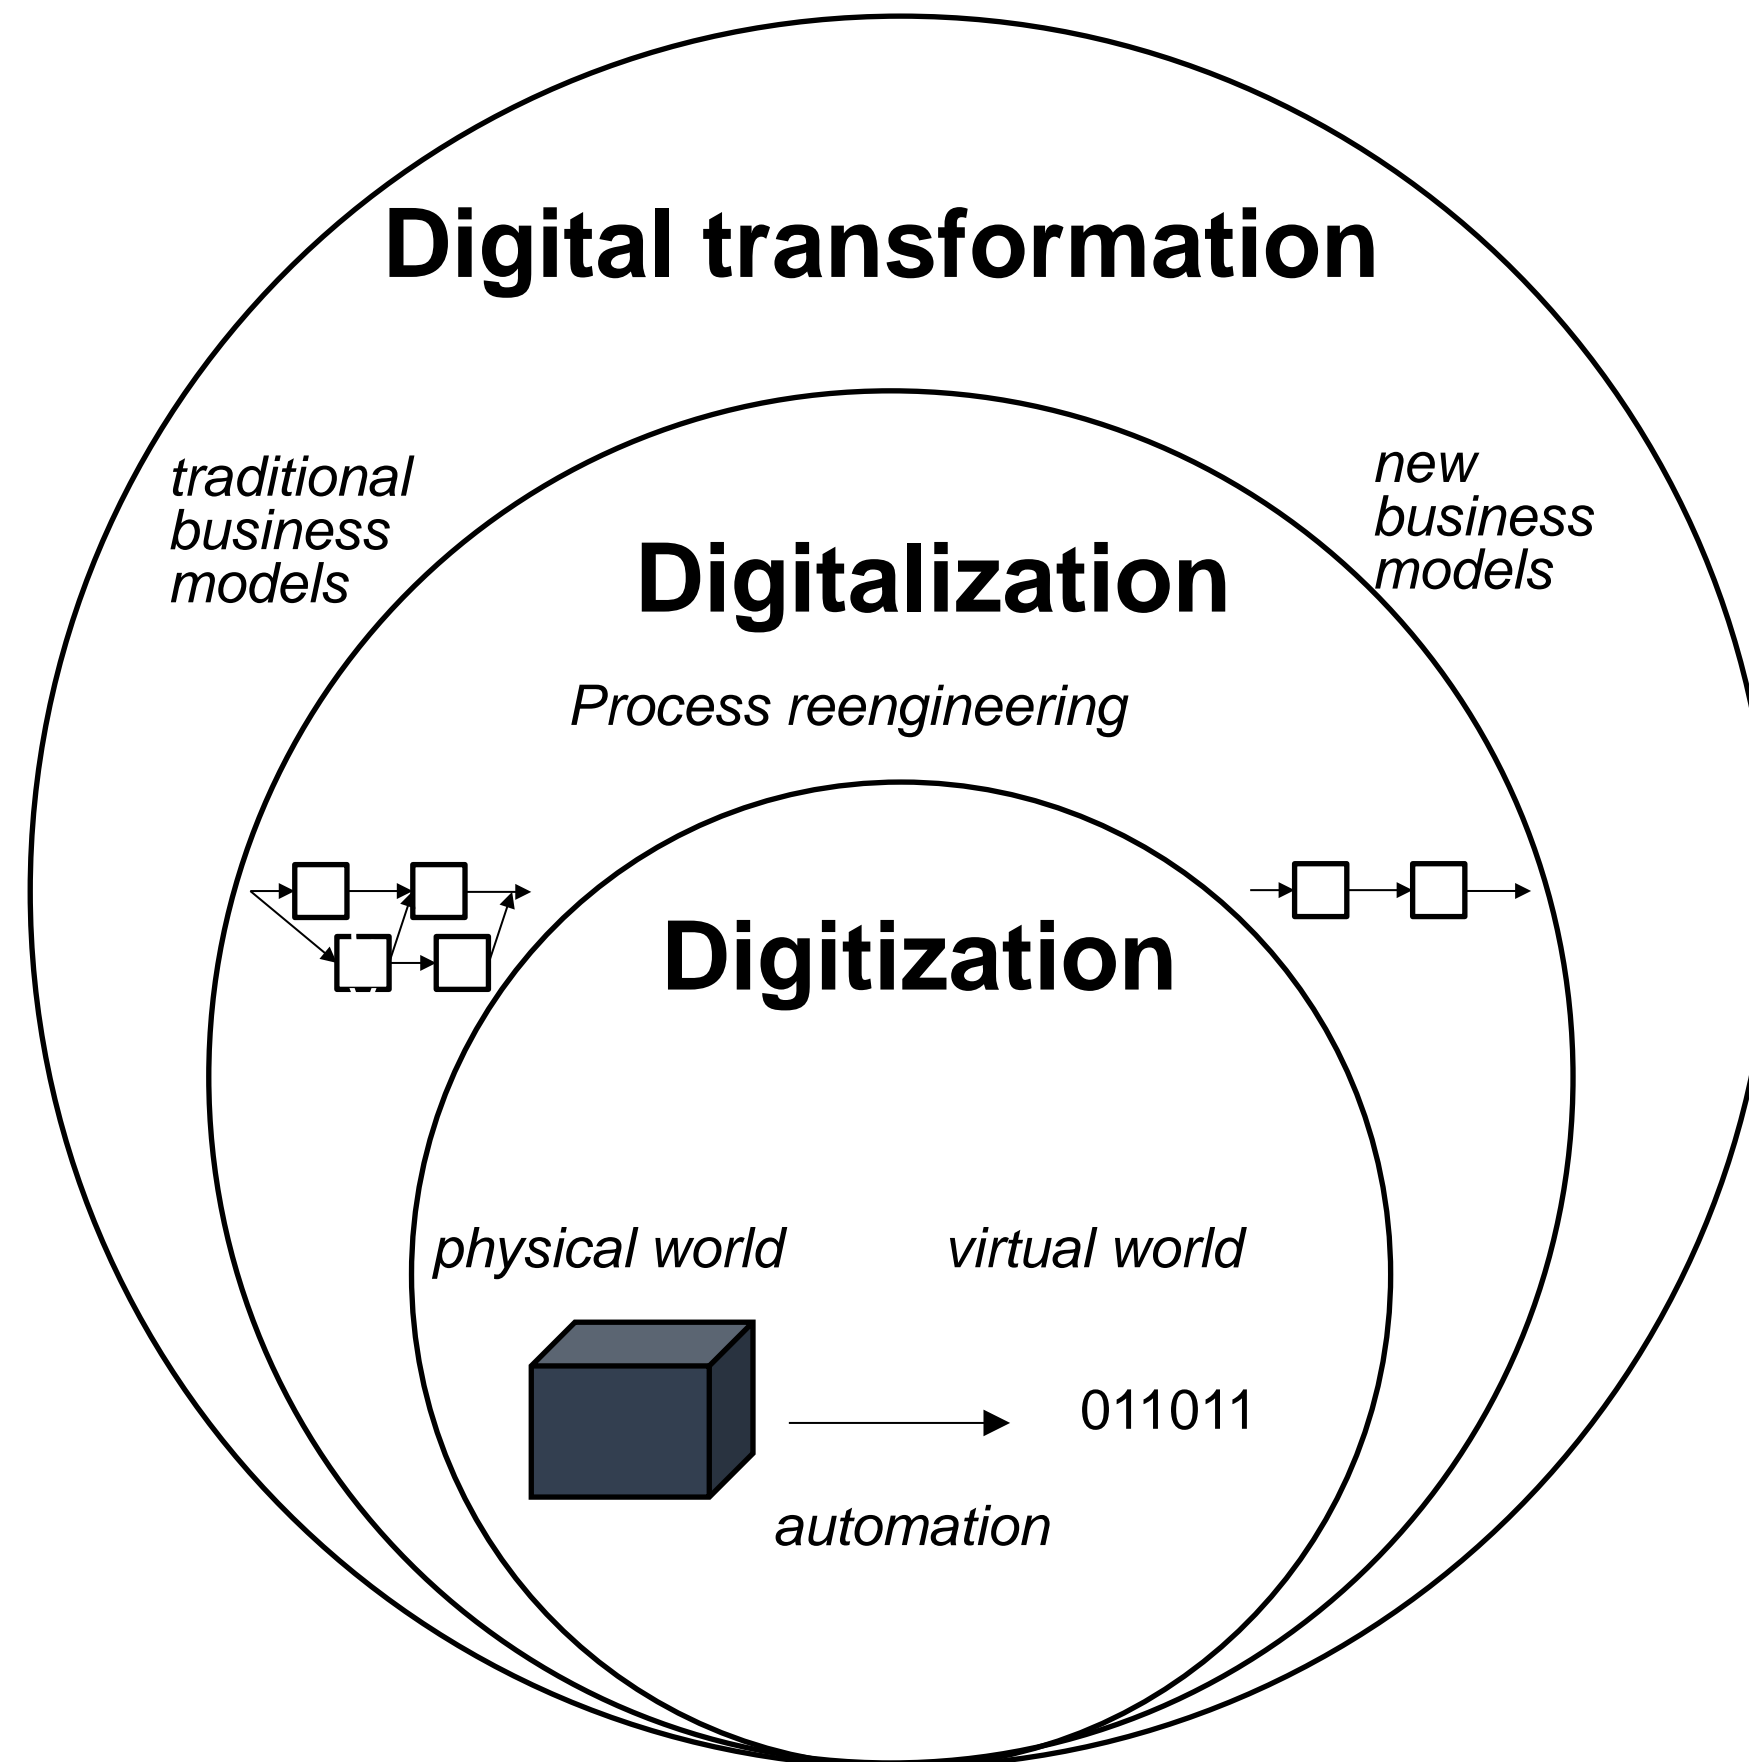 Digital transformation
traditional
business
models
new
business
models
Digitalization
Process reengineering
Digitization
physical world
virtual world
011011
automation